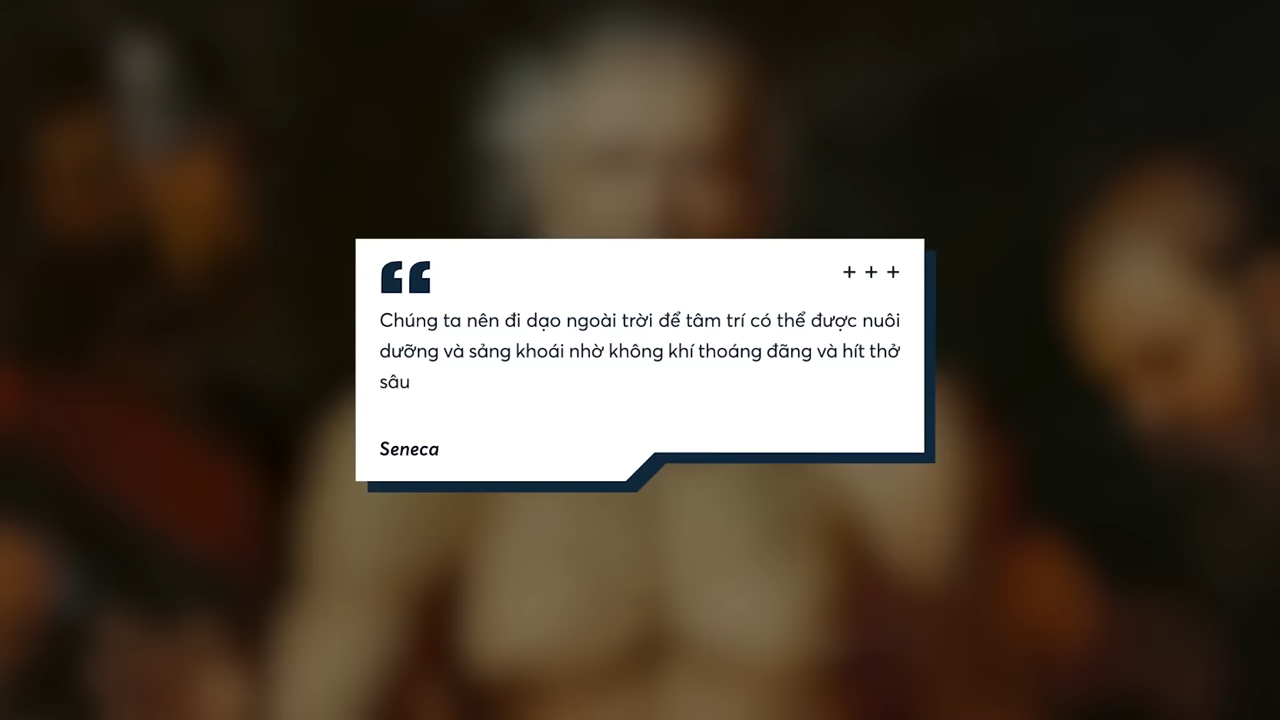 “
+ + +
Chúng ta nên đi dạo ngoài trời để tâm trí có thể được nuôi
dưỡng và sảng khoái nhờ không khí thoáng đãng và hít thở
sâu
Seneca